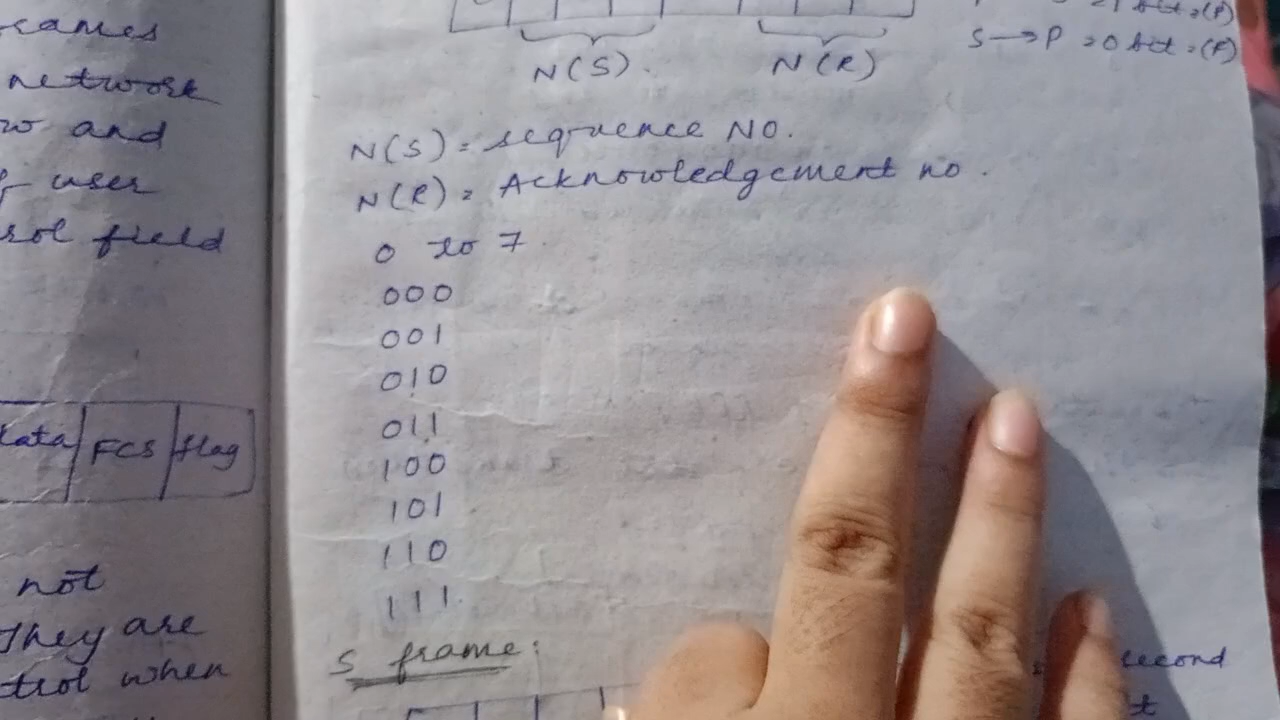 network
and
user
field
data FCS flag
not
They are
when
N(S) N(R)
S → P = 0 bit = (F)
N(S) = sequence NO.
N(R) = Acknowledgement no.
0 to 7
000
001
010
011
100
101
110
111
S frame:
second